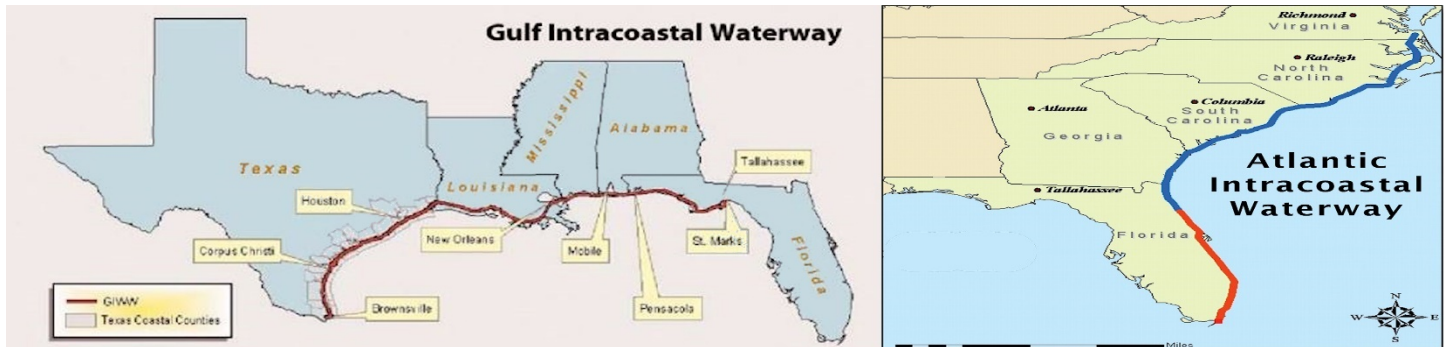 Gulf Intracoastal Waterway
Mississippi
Alabama
Tallahassee
Texas
Louisiana
Houston
New Orleans
Mobile
St. Marks
Corpus Christi
Florida
Brownsville
Pensacola
GIWW
Texas Coastal Counties
Richmond
Virginia
Raleigh
North
Carolina
Atlanta
Columbia
South
Carolina
Georgia
Atlantic
Intracoastal
Waterway
Tallahassee
Florida
N
W
E
S
Miles